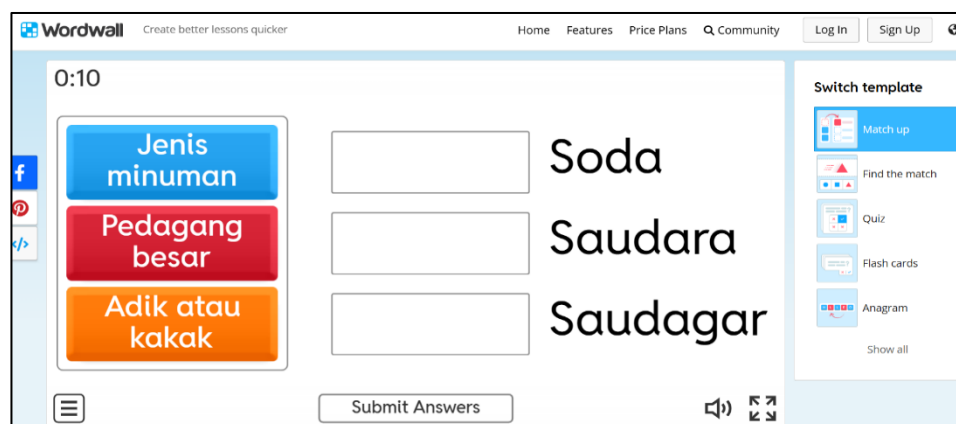 Wordwall Create better lessons quicker Home Features Price Plans Community Log In Sign Up
0:10
Jenis
minuman
Pedagang
besar
Adik atau
kakak
Soda
Saudara
Saudagar
Submit Answers
Switch template
Match up
Find the match
Quiz
Flash cards
Anagram
Show all